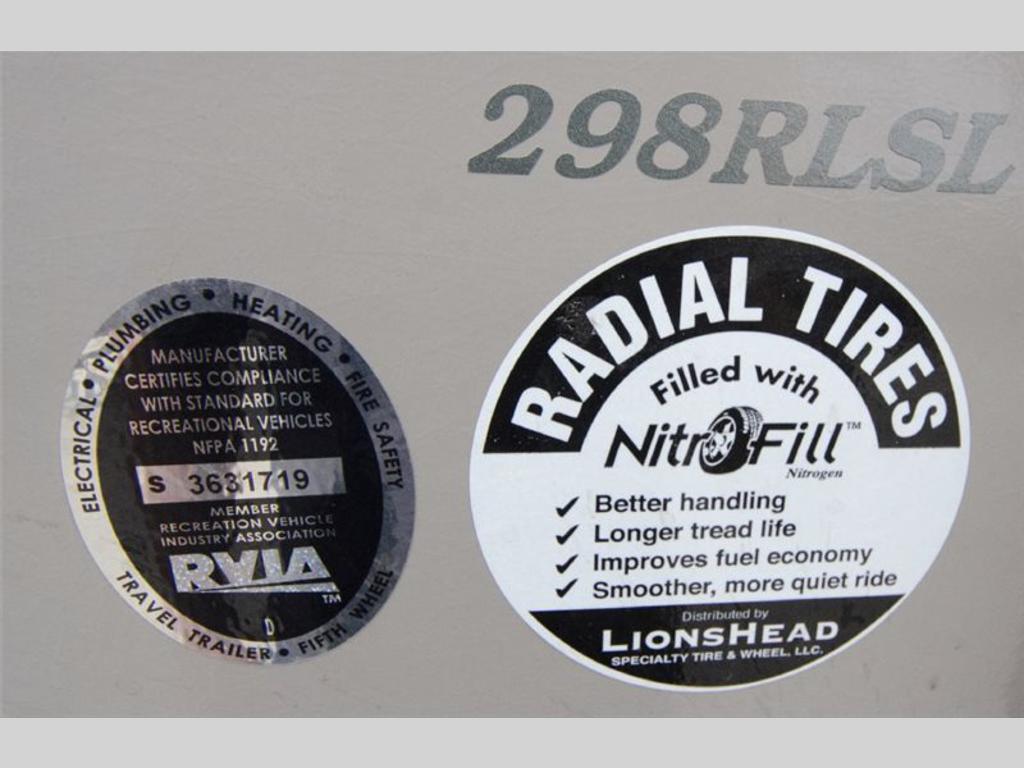 298RLSL
ELECTRICAL • PLUMBING • HEATING • FIRE SAFETY
MANUFACTURER
CERTIFIES COMPLIANCE
WITH STANDARD FOR
RECREATIONAL VEHICLES
NFPA 1192
S 3631719
MEMBER
RECREATION VEHICLE
INDUSTRY ASSOCIATION
RVIA
TM
D
TRAVEL TRAILER • FIFTH WHEEL
RADIAL TIRES
Filled with
NitroFill™
Nitrogen
✓ Better handling
✓ Longer tread life
✓ Improves fuel economy
✓ Smoother, more quiet ride
Distributed by
LIONSHEAD
SPECIALTY TIRE & WHEEL, LLC.